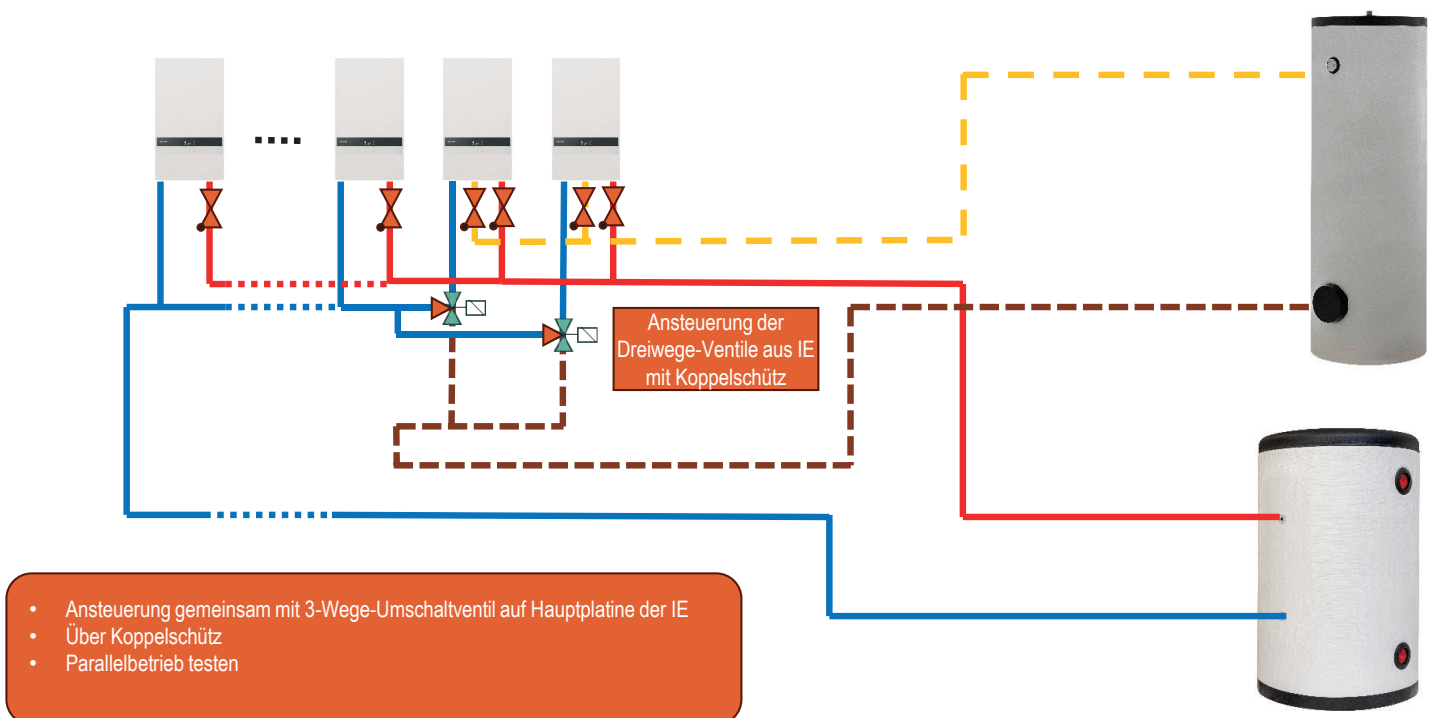 Ansteuerung der
Dreiwege-Ventile aus IE
mit Koppelschütz
• Ansteuerung gemeinsam mit 3-Wege-Umschaltventil auf Hauptplatine der IE
• Über Koppelschütz
• Parallelbetrieb testen